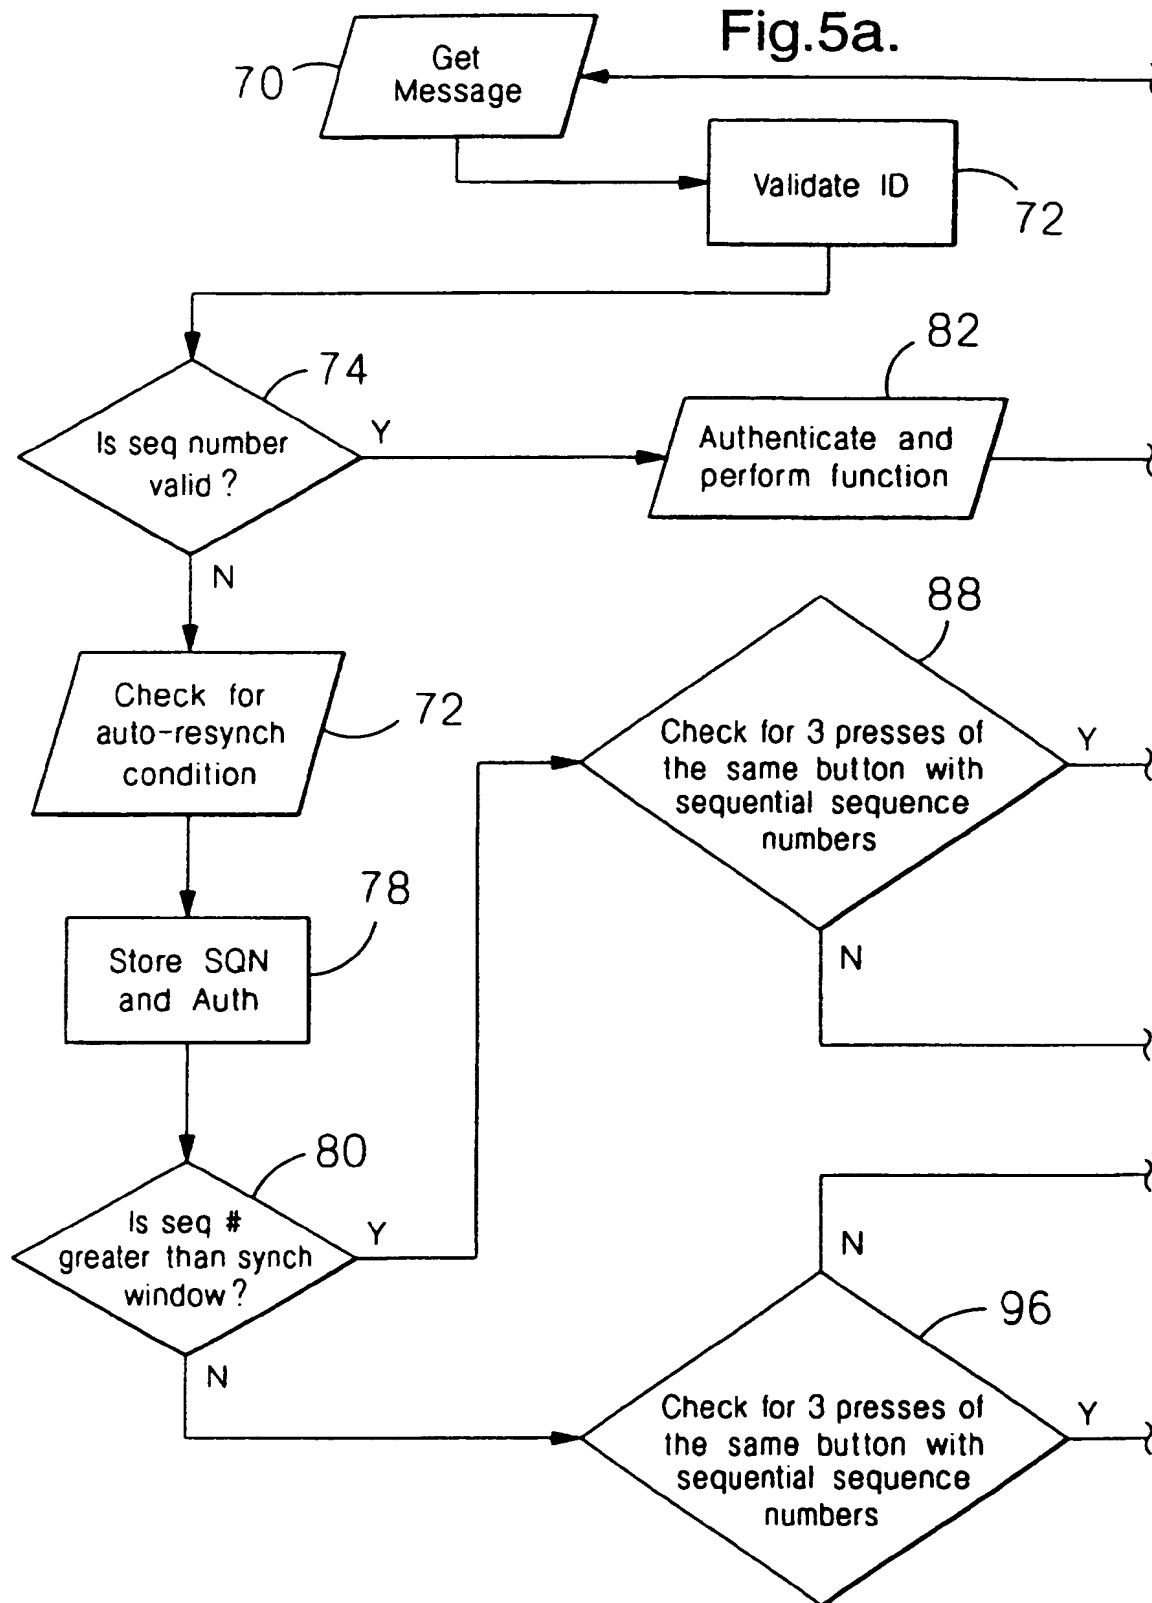 Fig.5a.
70
Get
Message
Validate ID
72
74
Is seq number
valid ?
Y
N
82
Authenticate and
perform function
Check for
auto-resynch
condition
72
88
Check for 3 presses of
the same button with
sequential sequence
numbers
Y
N
78
Store SQN
and Auth
80
Is seq #
greater than synch
window ?
Y
N
N
96
Check for 3 presses of
the same button with
sequential sequence
numbers
Y